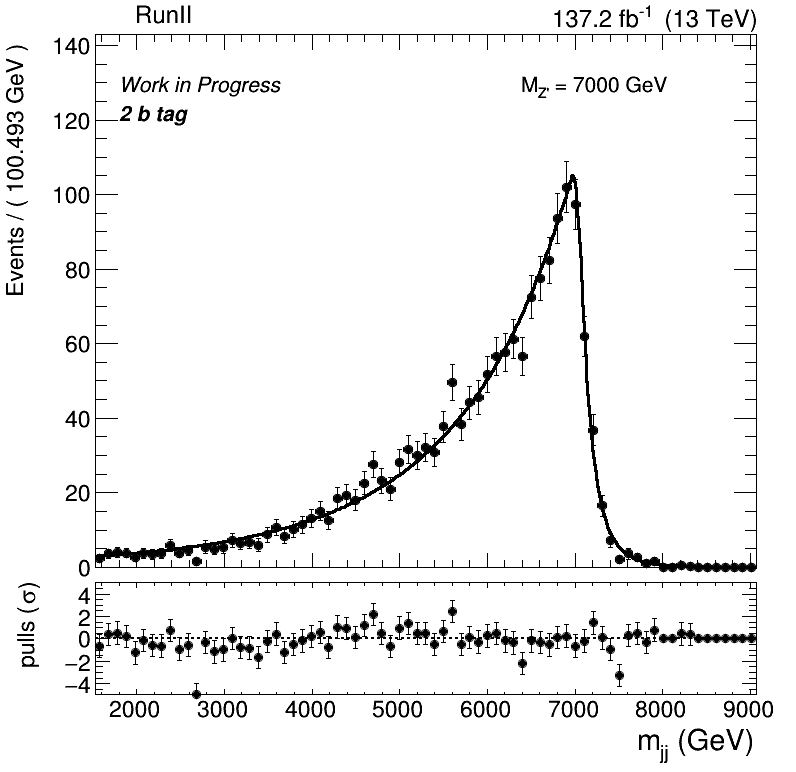 RunII 137.2 fb⁻¹ (13 TeV)
Events / ( 100.493 GeV )
140
120
100
80
60
40
20
0
Work in Progress
2 b tag
M_Z' = 7000 GeV
pulls (σ)
4
2
0
−2
−4
2000 3000 4000 5000 6000 7000 8000 9000
m_jj (GeV)